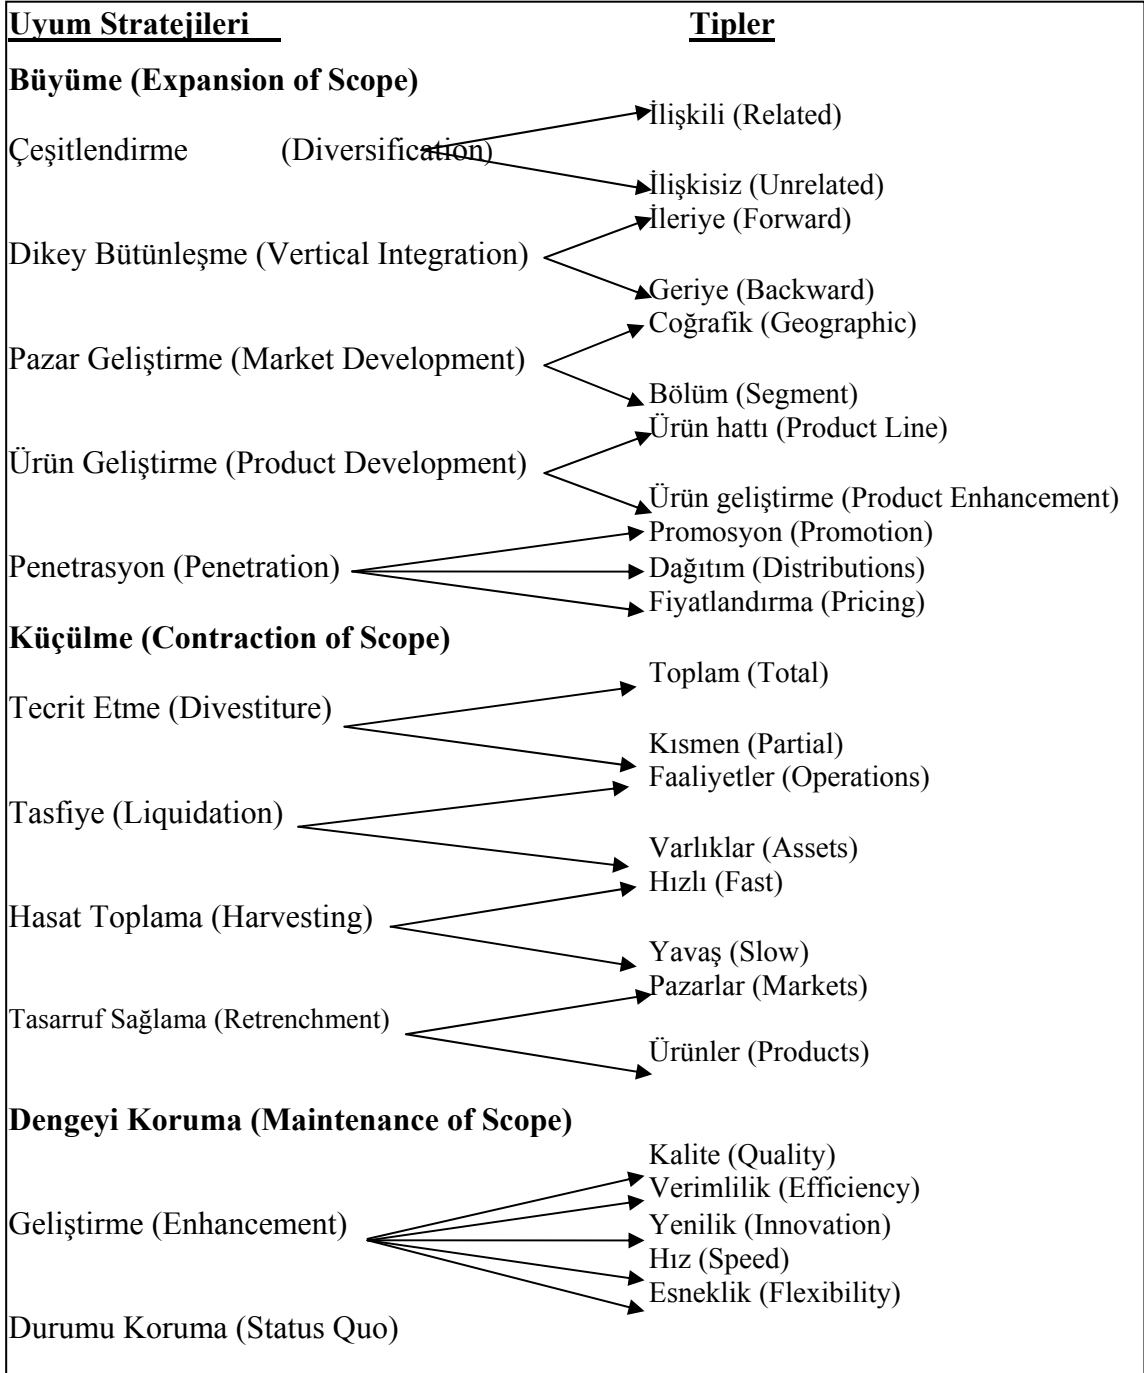 Uyum Stratejileri Tipler
Büyüme (Expansion of Scope)
İlişkili (Related)
Çeşitlendirme (Diversification)
İlişkisiz (Unrelated)
İleriye (Forward)
Dikey Bütünleşme (Vertical Integration)
Geriye (Backward)
Coğrafik (Geographic)
Pazar Geliştirme (Market Development)
Bölüm (Segment)
Ürün hattı (Product Line)
Ürün Geliştirme (Product Development)
Ürün geliştirme (Product Enhancement)
Promosyon (Promotion)
Penetrasyon (Penetration) Dağıtım (Distributions)
Fiyatlandırma (Pricing)
Küçülme (Contraction of Scope)
Toplam (Total)
Tecrit Etme (Divestiture)
Kısmen (Partial)
Faaliyetler (Operations)
Tasfiye (Liquidation)
Varlıklar (Assets)
Hızlı (Fast)
Hasat Toplama (Harvesting)
Yavaş (Slow)
Pazarlar (Markets)
Tasarruf Sağlama (Retrenchment)
Ürünler (Products)
Dengeyi Koruma (Maintenance of Scope)
Kalite (Quality)
Verimlilik (Efficiency)
Geliştirme (Enhancement) Yenilik (Innovation)
Hız (Speed)
Esneklik (Flexibility)
Durumu Koruma (Status Quo)